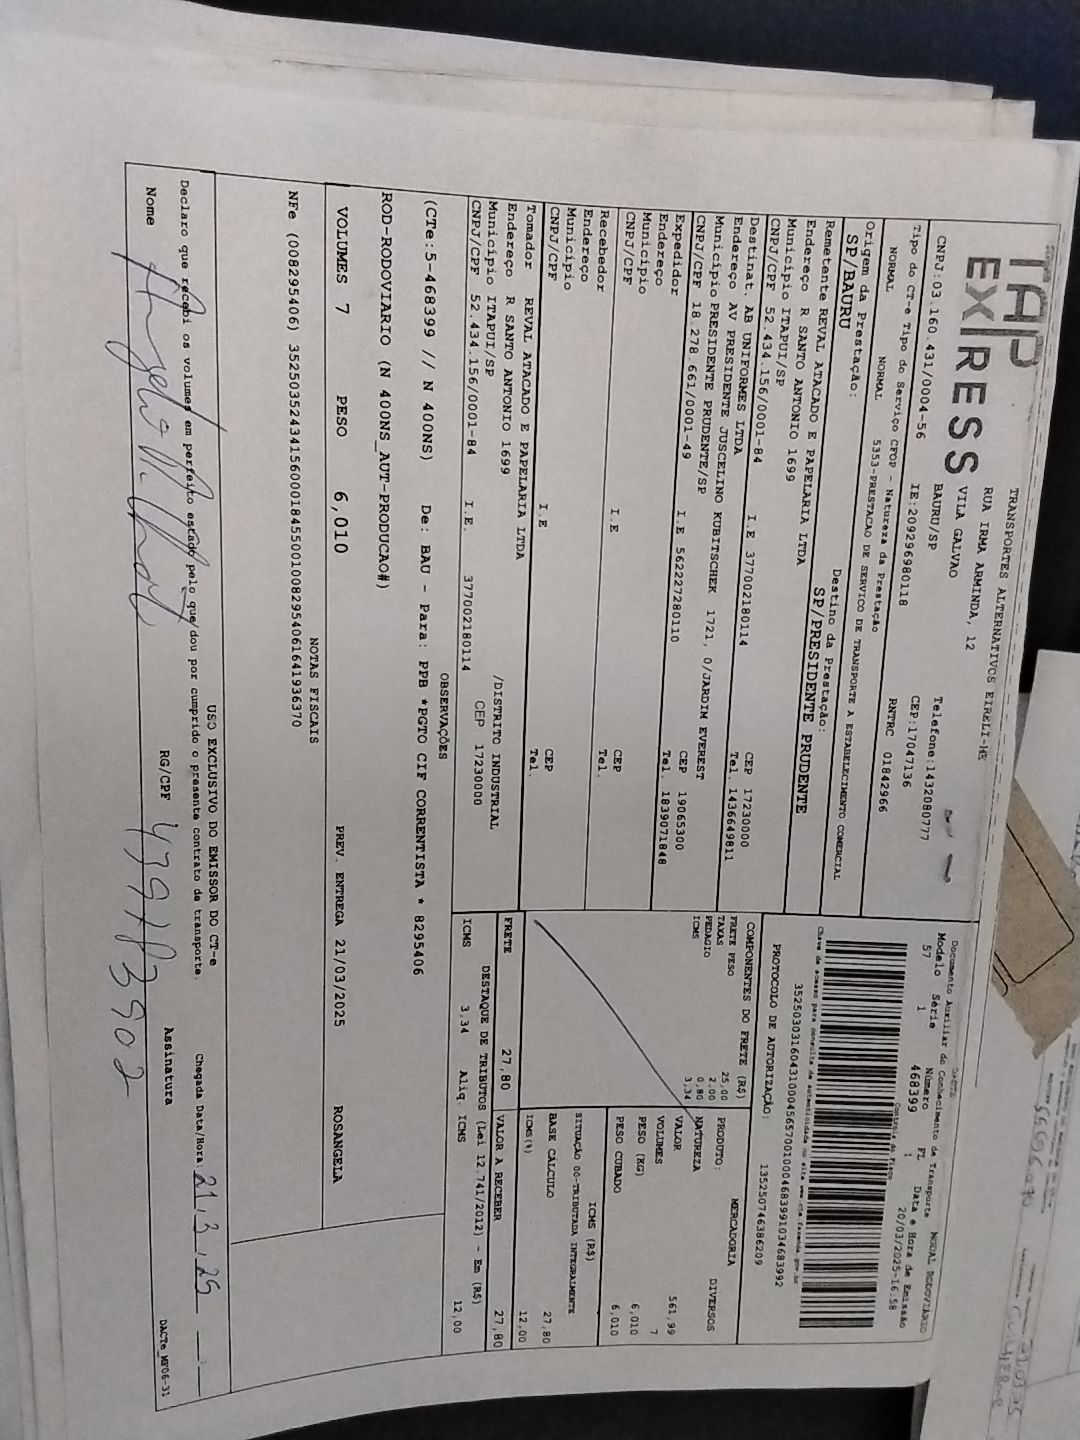 TAP
EXPRESS
TRANSPORTES ALTERNATIVOS EIRELI-ME
RUA IRMA ARMINDA, 12
VILA GALVAO
BAURU/SP
Telefone:1432080777
CEP:17047136
CNPJ:03.160.431/0004-56 IE:209296980118 RNTRC 01842966
DACTE
Documento Auxiliar do Conhecimento de Transporte MODAL RODOVIÁRIO
Modelo Série Número FL Data e Hora de Emissão
57 1 468399 1 20/03/2025-16:58
Controle do Fisco
Chave de acesso para consulta de autenticidade no site www.cte.fazenda.gov.br
35250303160431000456570010004683991034683992
PROTOCOLO DE AUTORIZAÇÃO: 135250746386209
Tipo do CT-e Tipo do Serviço CFOP - Natureza da Prestação
NORMAL NORMAL 5353-PRESTACAO DE SERVICO DE TRANSPORTE A ESTABELECIMENTO COMERCIAL
Origem da Prestação: Destino da Prestação:
SP/BAURU SP/PRESIDENTE PRUDENTE
Remetente REVAL ATACADO E PAPELARIA LTDA
Endereço R SANTO ANTONIO 1699
Município ITAPUI/SP CEP 17230000
CNPJ/CPF 52.434.156/0001-84 I.E 377002180114 Tel. 1436649811
Destinat. AB UNIFORMES LTDA
Endereço AV PRESIDENTE JUSCELINO KUBITSCHEK 1721, 0/JARDIM EVEREST
Município PRESIDENTE PRUDENTE/SP CEP 19065300
CNPJ/CPF 18.278.661/0001-49 I.E 562227280110 Tel. 1839071848
Expedidor
Endereço
Município CEP
CNPJ/CPF I.E Tel.
Recebedor
Endereço
Município CEP
CNPJ/CPF I.E Tel.
Tomador REVAL ATACADO E PAPELARIA LTDA
Endereço R SANTO ANTONIO 1699 /DISTRITO INDUSTRIAL
Município ITAPUI/SP CEP 17230000
CNPJ/CPF 52.434.156/0001-84 I.E. 377002180114
COMPONENTES DO FRETE (R$)
FRETE PESO 25,00
TAXAS 2,00
PEDAGIO 0,80
ICMS 3,34
PRODUTO: MERCADORIA
NATUREZA DIVERSOS
VALOR 561,99
VOLUMES 7
PESO (KG) 6,010
PESO CUBADO 6,010
ICMS (R$)
SITUAÇÃO 00-TRIBUTADA INTEGRALMENTE
BASE CALCULO 27,80
ICMS(%) 12,00
FRETE 27,80 VALOR A RECEBER 27,80
DESTAQUE DE TRIBUTOS (Lei 12.741/2012) - Em (R$)
ICMS 3,34 Aliq. ICMS 12,00
OBSERVAÇÕES
(CTe:5-468399 // N 400NS) De: BAU - Para: PPB *PGTO CIF CORRENTISTA * 8295406
ROD-RODOVIARIO (N 400NS_AUT-PRODUCAO#)
VOLUMES 7 PESO 6,010 PREV. ENTREGA 21/03/2025 ROSANGELA
NOTAS FISCAIS
NFe (008295406) 35250352434156000184550010082954061641936370
USO EXCLUSIVO DO EMISSOR DO CT-e
Declaro que recebi os volumes em perfeito estado pelo que dou por cumprido o presente contrato de transporte. Chegada Data/Hora: 21,3,25
Nome RG/CPF Assinatura
DACTe_MF06-31